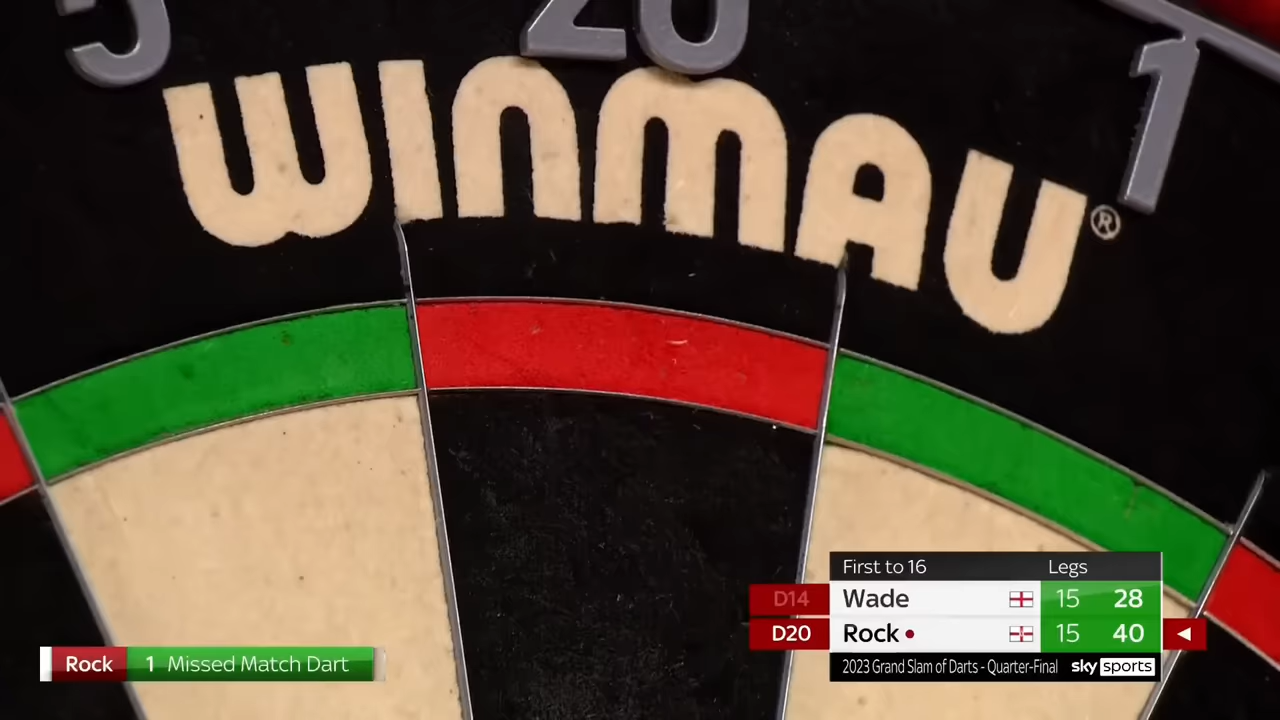 5 20 1
WINMAU®
First to 16 Legs
D14 Wade 15 28
D20 Rock 15 40
2023 Grand Slam of Darts - Quarter-Final sky sports
Rock 1 Missed Match Dart